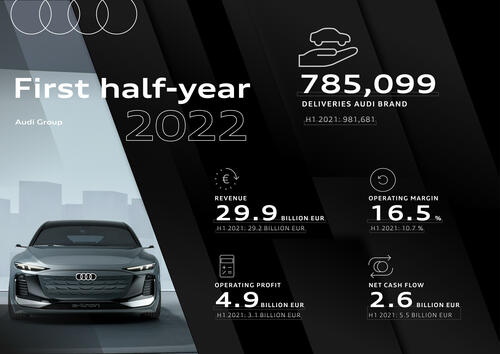 First half-year
2022
Audi Group
785,099
DELIVERIES AUDI BRAND
H1 2021: 981,681
REVENUE
29.9 BILLION EUR
H1 2021: 29.2 BILLION EUR
OPERATING MARGIN
16.5 %
H1 2021: 10.7 %
OPERATING PROFIT
4.9 BILLION EUR
H1 2021: 3.1 BILLION EUR
NET CASH FLOW
2.6 BILLION EUR
H1 2021: 5.5 BILLION EUR
e-tron